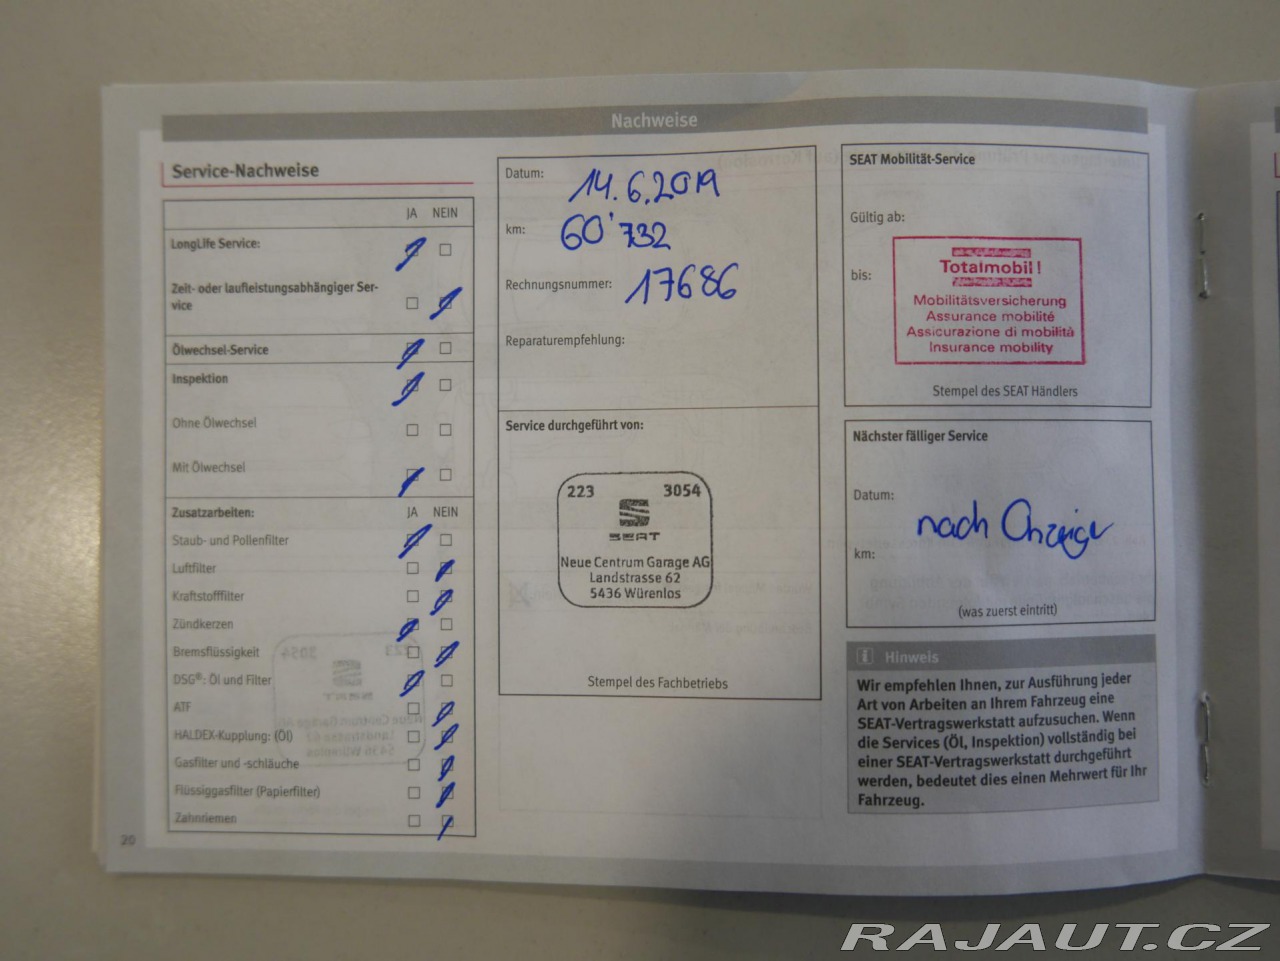 Nachweise
Service-Nachweise
JA NEIN
LongLife Service:
Zeit- oder laufleistungsabhängiger Ser-
vice
Ölwechsel-Service
Inspektion
Ohne Ölwechsel
Mit Ölwechsel
Zusatzarbeiten: JA NEIN
Staub- und Pollenfilter
Luftfilter
Kraftstofffilter
Zündkerzen
Bremsflüssigkeit
DSG®: Öl und Filter
ATF
HALDEX-Kupplung: (Öl)
Gasfilter und -schläuche
Flüssiggasfilter (Papierfilter)
Zahnriemen
20
Datum: 14.6.2019
km: 60'732
Rechnungsnummer: 17686
Reparaturempfehlung:
Service durchgeführt von:
223 3054
SEAT
Neue Centrum Garage AG
Landstrasse 62
5436 Würenlos
Stempel des Fachbetriebs
SEAT Mobilität-Service
Gültig ab:
bis:
Totalmobil!
Mobilitätsversicherung
Assurance mobilité
Assicurazione di mobilità
Insurance mobility
Stempel des SEAT Händlers
Nächster fälliger Service
Datum:
nach Anzeige
km:
(was zuerst eintritt)
Hinweis
Wir empfehlen Ihnen, zur Ausführung jeder
Art von Arbeiten an Ihrem Fahrzeug eine
SEAT-Vertragswerkstatt aufzusuchen. Wenn
die Services (Öl, Inspektion) vollständig bei
einer SEAT-Vertragswerkstatt durchgeführt
werden, bedeutet dies einen Mehrwert für Ihr
Fahrzeug.
RAJAUT.CZ